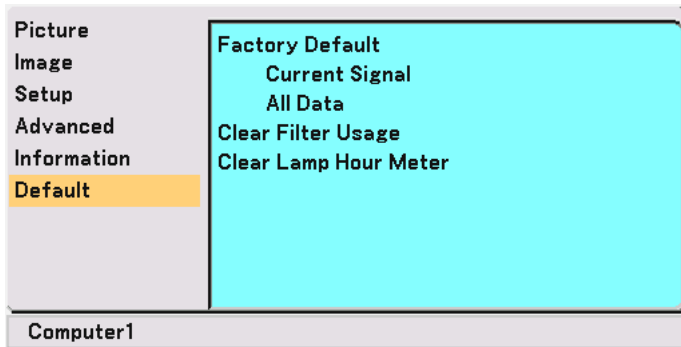 Picture
Image
Setup
Advanced
Information
Default
Factory Default
Current Signal
All Data
Clear Filter Usage
Clear Lamp Hour Meter
Computer1